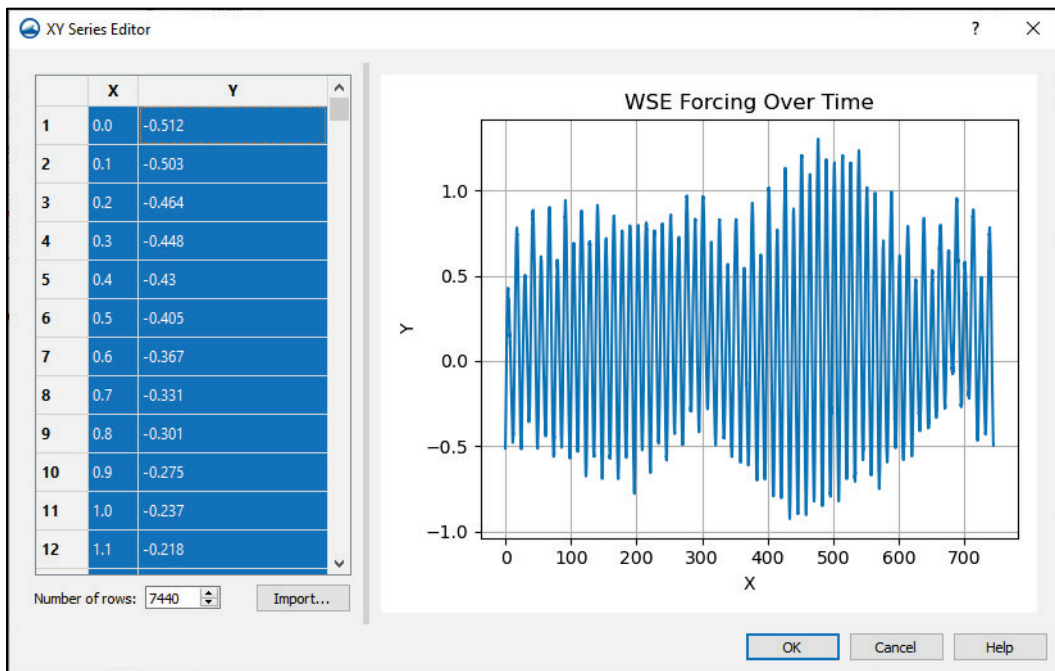 XY Series Editor ? ×
X Y
1 0.0 -0.512
2 0.1 -0.503
3 0.2 -0.464
4 0.3 -0.448
5 0.4 -0.43
6 0.5 -0.405
7 0.6 -0.367
8 0.7 -0.331
9 0.8 -0.301
10 0.9 -0.275
11 1.0 -0.237
12 1.1 -0.218
Number of rows: 7440 Import...
WSE Forcing Over Time
1.0
0.5
0.0
−0.5
−1.0
Y
0 100 200 300 400 500 600 700
X
OK Cancel Help